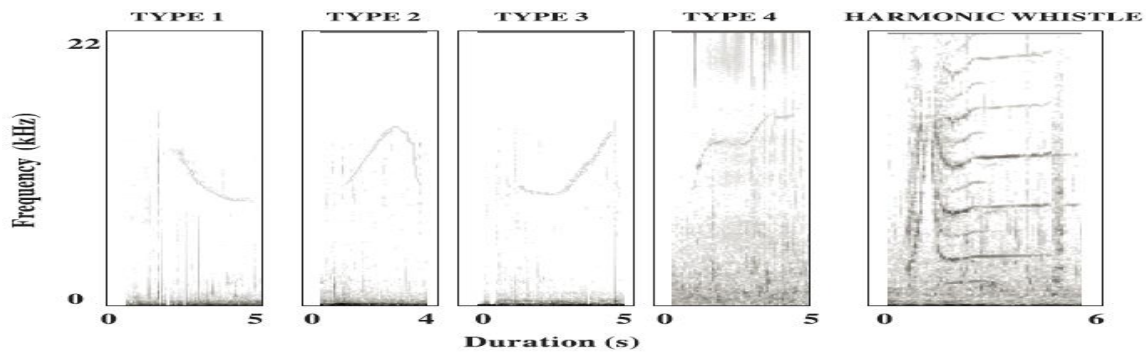 TYPE 1 TYPE 2 TYPE 3 TYPE 4 HARMONIC WHISTLE
22
Frequency (kHz)
0
0 5 0 4 0 5 0 5 0 6
Duration (s)